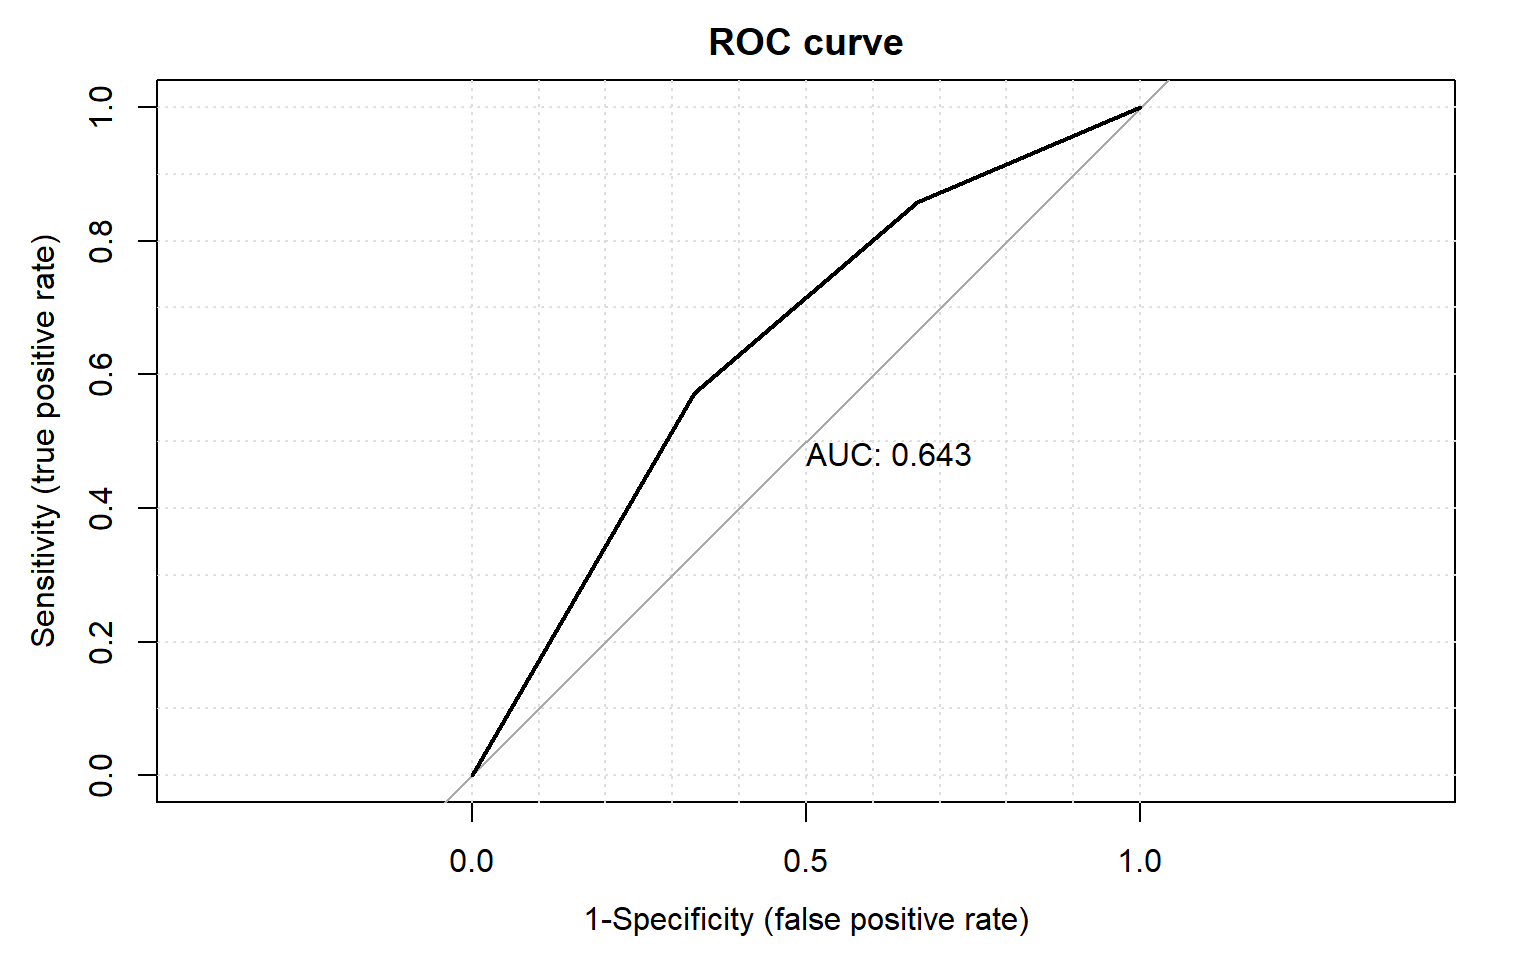 ROC curve
1.0
0.8
0.6
0.4
0.2
0.0
Sensitivity (true positive rate)
AUC: 0.643
0.0
0.5
1.0
1-Specificity (false positive rate)